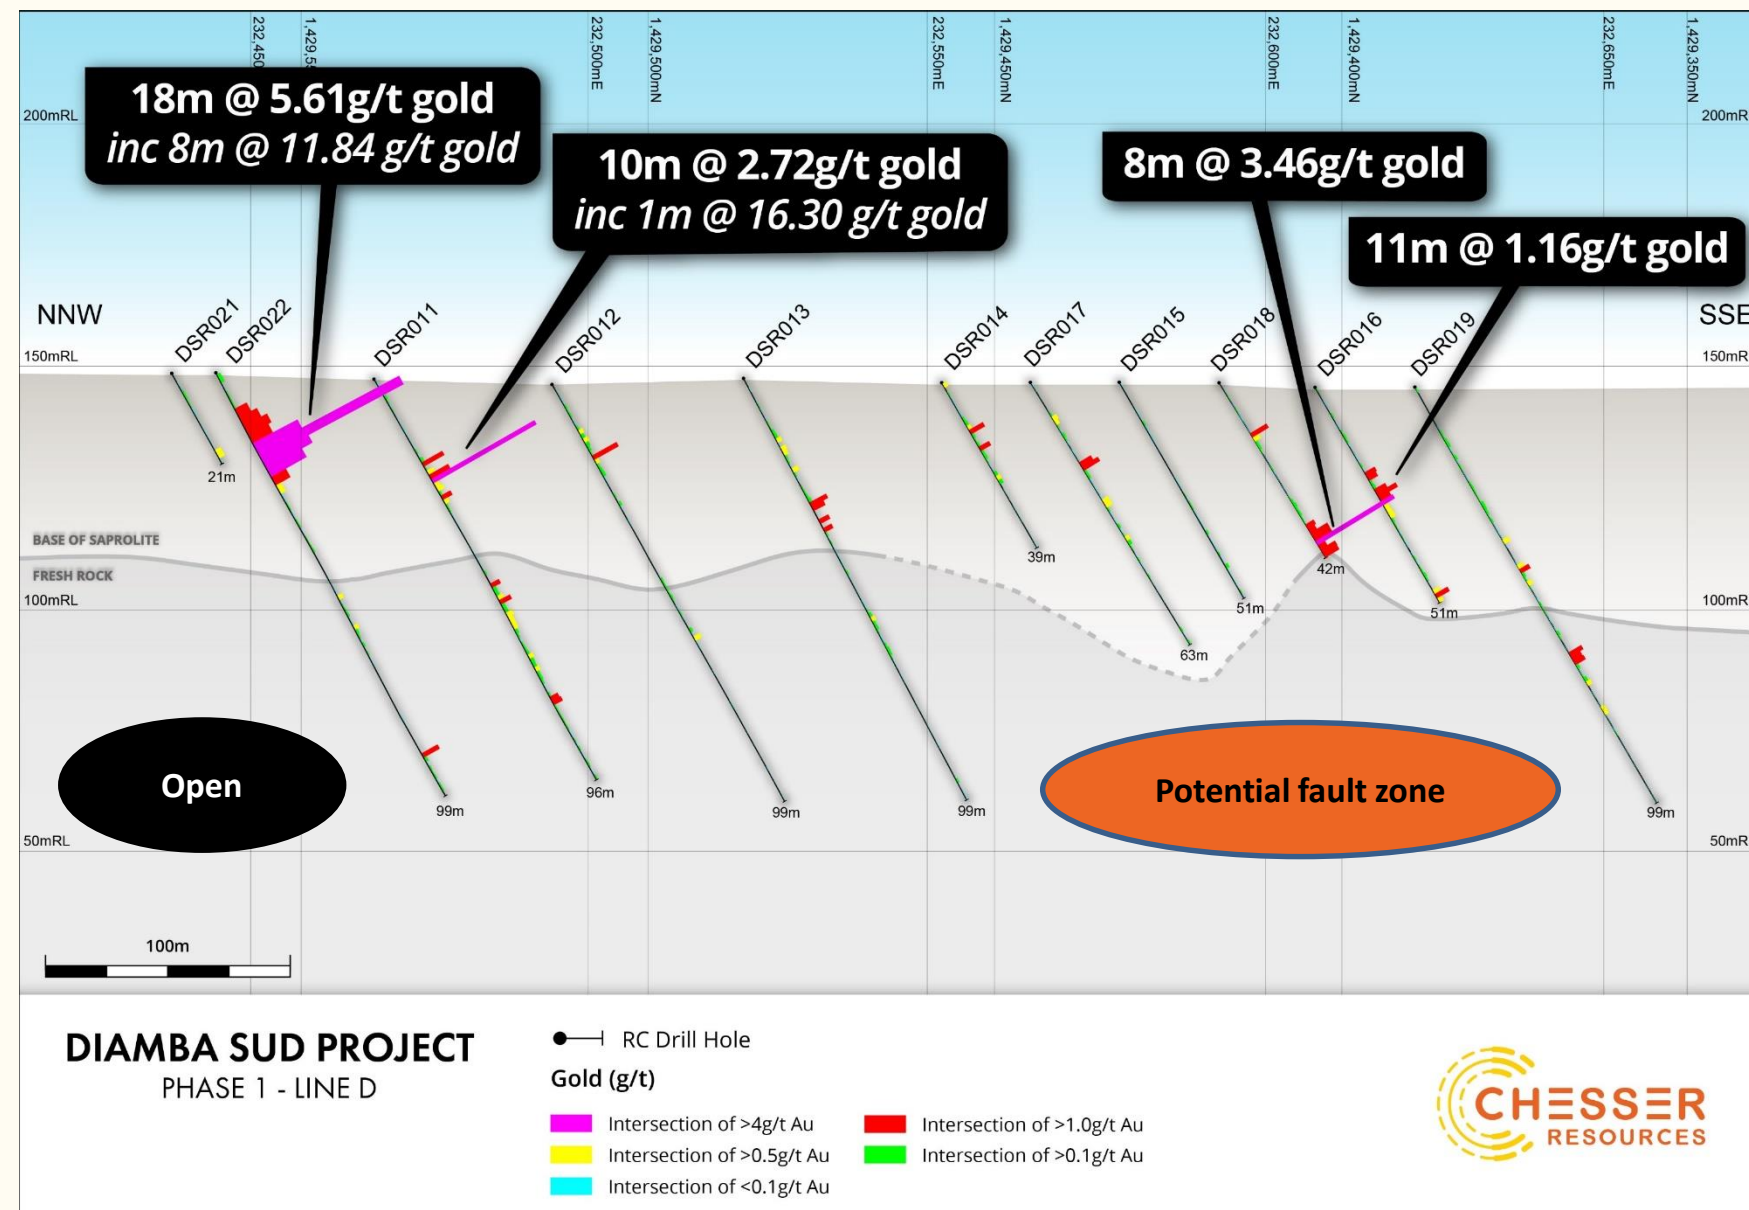 232,450
1,429,5
232,500mE
1,429,500mN
232,550mE
1,429,450mN
232,600mE
1,429,400mN
232,650mE
1,429,350mN
18m @ 5.61g/t gold
inc 8m @ 11.84 g/t gold
10m @ 2.72g/t gold
inc 1m @ 16.30 g/t gold
8m @ 3.46g/t gold
11m @ 1.16g/t gold
200mRL
200mR
NNW
SSE
DSR021
DSR022
DSR011
DSR012
DSR013
DSR014
DSR017
DSR015
DSR018
DSR016
DSR019
150mRL
150mR
21m
BASE OF SAPROLITE
FRESH ROCK
39m
42m
100mRL
51m
51m
100mR
63m
Open
Potential fault zone
99m
96m
99m
99m
99m
50mRL
50mR
100m
DIAMBA SUD PROJECT
PHASE 1 - LINE D
RC Drill Hole
Gold (g/t)
Intersection of >4g/t Au
Intersection of >1.0g/t Au
Intersection of >0.5g/t Au
Intersection of >0.1g/t Au
Intersection of <0.1g/t Au
CHESSER
RESOURCES